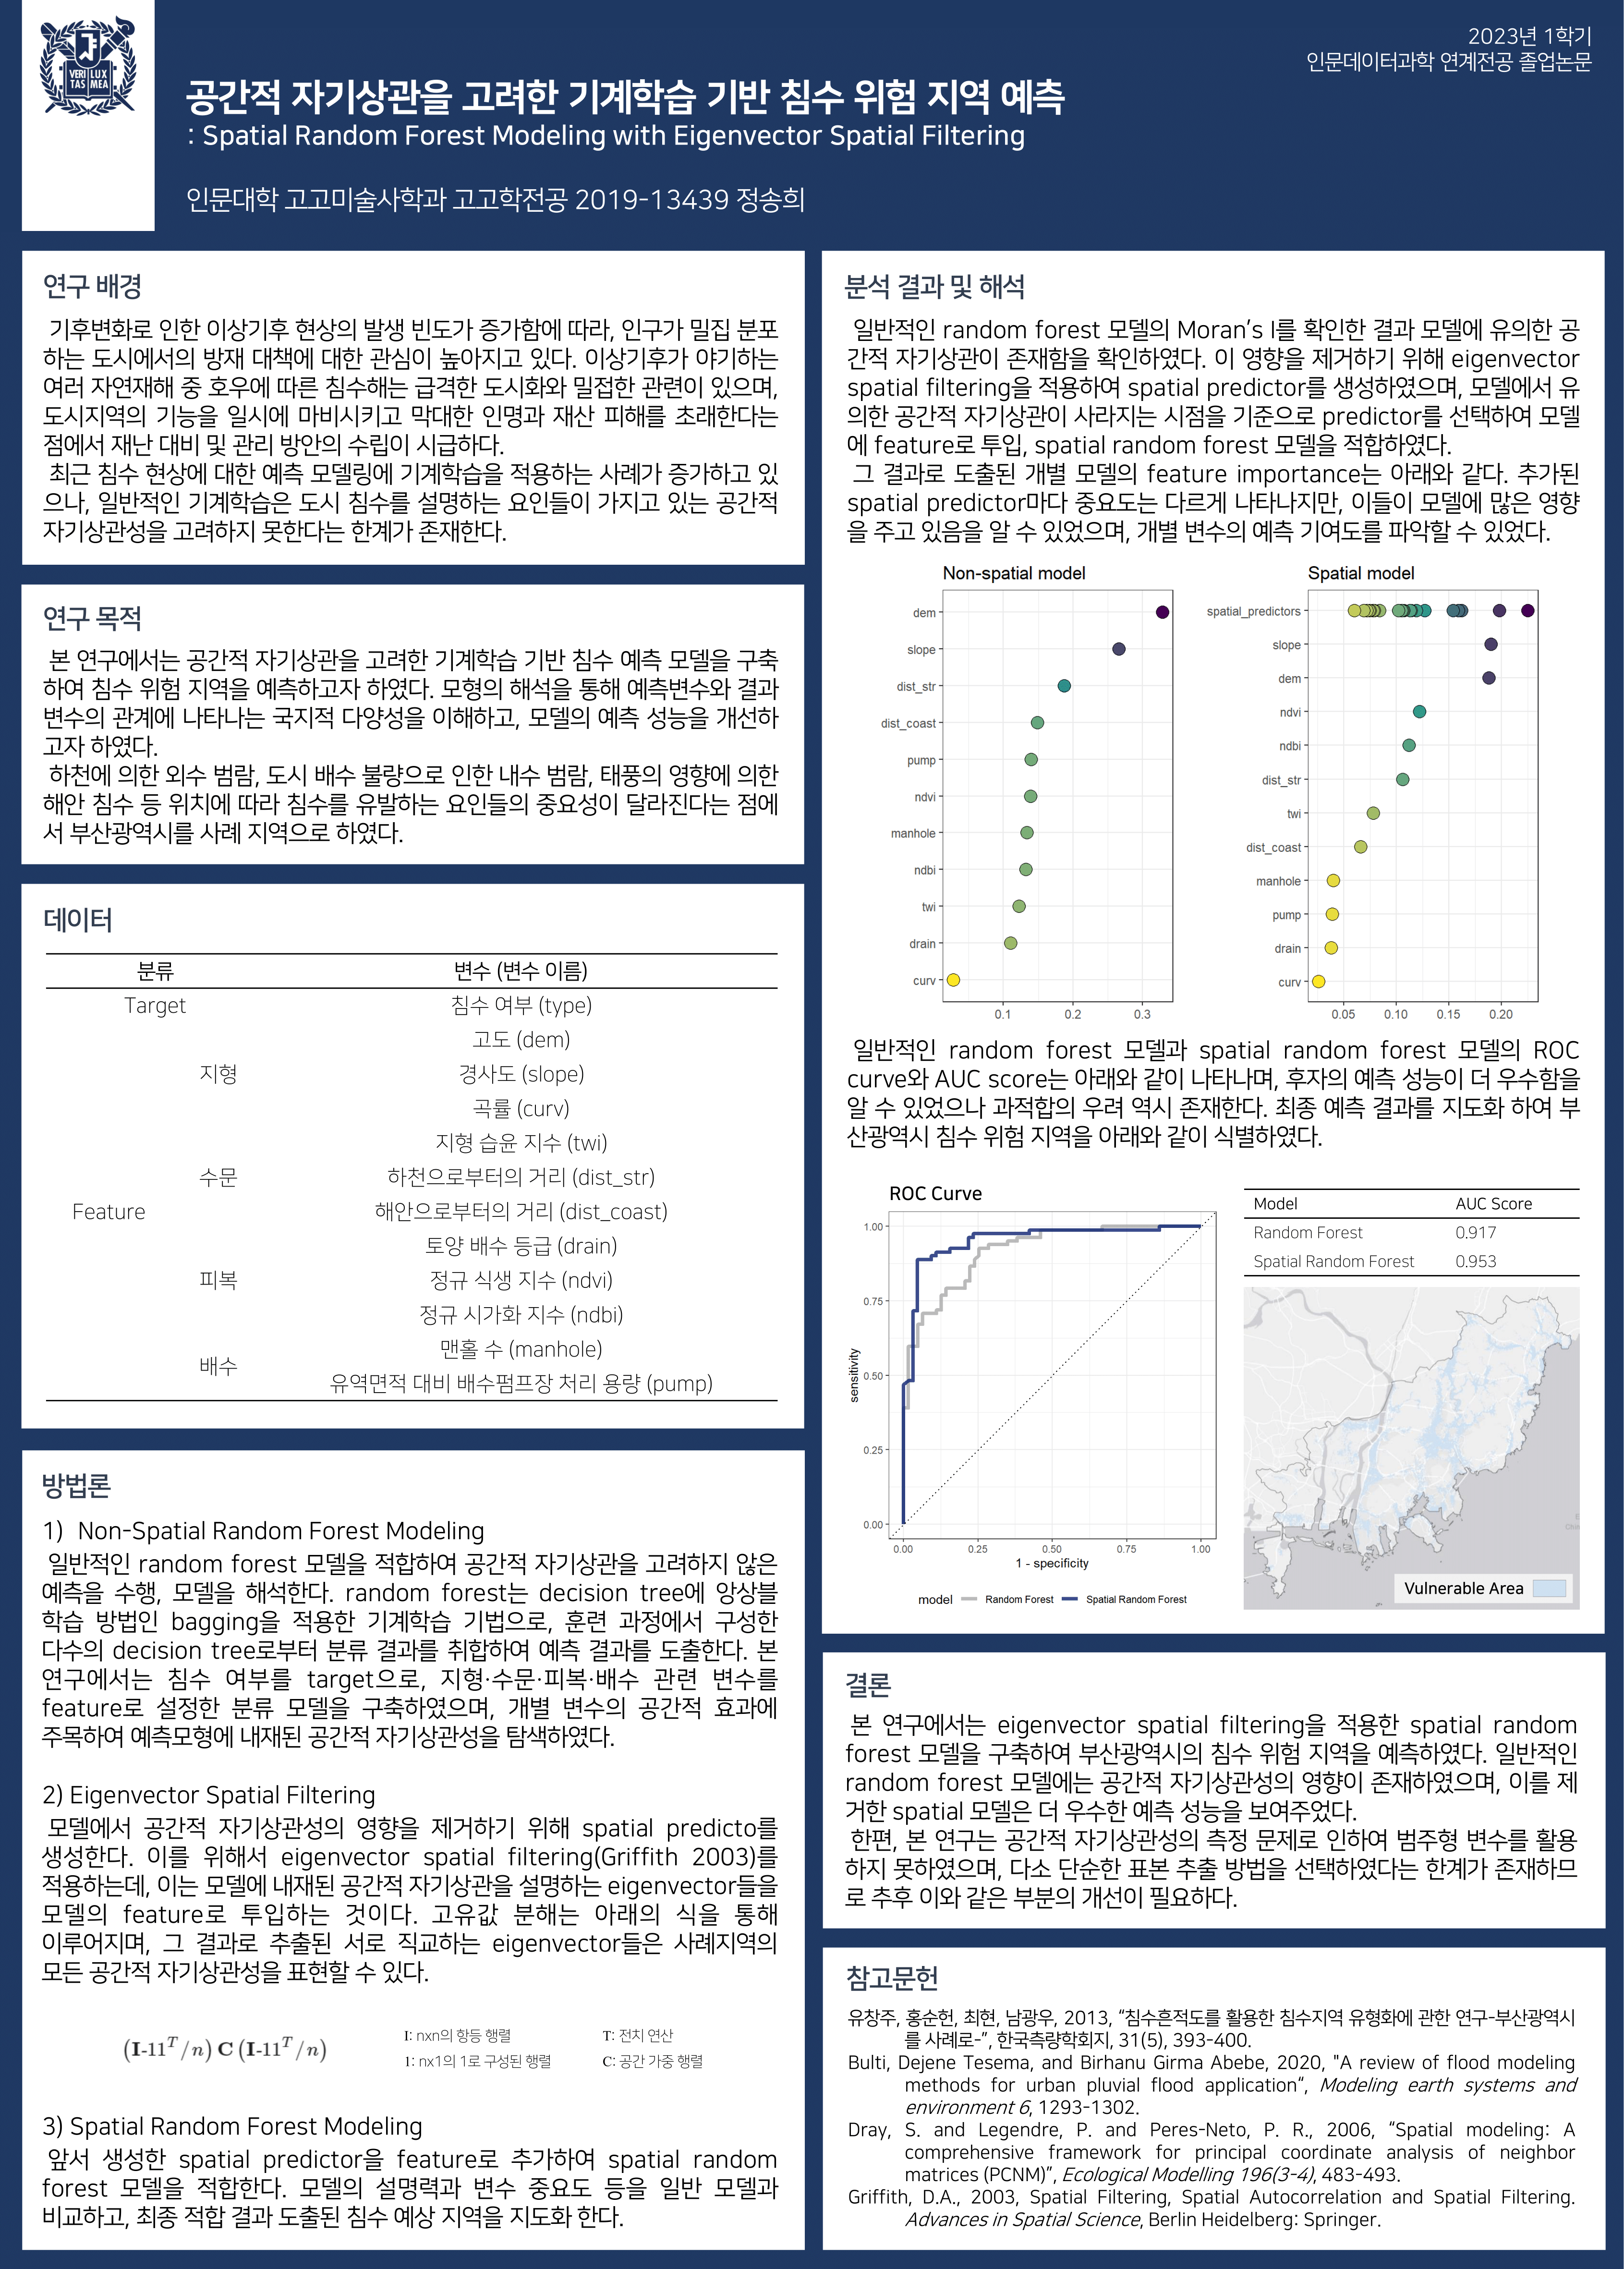 VERI LUX
TAS MEA
2023년 1학기
인문데이터과학 연계전공 졸업논문
공간적 자기상관을 고려한 기계학습 기반 침수 위험 지역 예측
: Spatial Random Forest Modeling with Eigenvector Spatial Filtering
인문대학 고고미술사학과 고고학전공 2019-13439 정송희
연구 배경
기후변화로 인한 이상기후 현상의 발생 빈도가 증가함에 따라, 인구가 밀집 분포
하는 도시에서의 방재 대책에 대한 관심이 높아지고 있다. 이상기후가 야기하는
여러 자연재해 중 호우에 따른 침수해는 급격한 도시화와 밀접한 관련이 있으며,
도시지역의 기능을 일시에 마비시키고 막대한 인명과 재산 피해를 초래한다는
점에서 재난 대비 및 관리 방안의 수립이 시급하다.
최근 침수 현상에 대한 예측 모델링에 기계학습을 적용하는 사례가 증가하고 있
으나, 일반적인 기계학습은 도시 침수를 설명하는 요인들이 가지고 있는 공간적
자기상관성을 고려하지 못한다는 한계가 존재한다.
연구 목적
본 연구에서는 공간적 자기상관을 고려한 기계학습 기반 침수 예측 모델을 구축
하여 침수 위험 지역을 예측하고자 하였다. 모형의 해석을 통해 예측변수와 결과
변수의 관계에 나타나는 국지적 다양성을 이해하고, 모델의 예측 성능을 개선하
고자 하였다.
하천에 의한 외수 범람, 도시 배수 불량으로 인한 내수 범람, 태풍의 영향에 의한
해안 침수 등 위치에 따라 침수를 유발하는 요인들의 중요성이 달라진다는 점에
서 부산광역시를 사례 지역으로 하였다.
데이터
분류 변수 (변수 이름)
Target 침수 여부 (type)
고도 (dem)
지형 경사도 (slope)
곡률 (curv)
지형 습윤 지수 (twi)
수문 하천으로부터의 거리 (dist_str)
Feature 해안으로부터의 거리 (dist_coast)
토양 배수 등급 (drain)
피복 정규 식생 지수 (ndvi)
정규 시가화 지수 (ndbi)
맨홀 수 (manhole)
배수
유역면적 대비 배수펌프장 처리 용량 (pump)
방법론
1) Non-Spatial Random Forest Modeling
일반적인 random forest 모델을 적합하여 공간적 자기상관을 고려하지 않은
예측을 수행, 모델을 해석한다. random forest는 decision tree에 앙상블
학습 방법인 bagging을 적용한 기계학습 기법으로, 훈련 과정에서 구성한
다수의 decision tree로부터 분류 결과를 취합하여 예측 결과를 도출한다. 본
연구에서는 침수 여부를 target으로, 지형·수문·피복·배수 관련 변수를
feature로 설정한 분류 모델을 구축하였으며, 개별 변수의 공간적 효과에
주목하여 예측모형에 내재된 공간적 자기상관성을 탐색하였다.
2) Eigenvector Spatial Filtering
모델에서 공간적 자기상관성의 영향을 제거하기 위해 spatial predicto를
생성한다. 이를 위해서 eigenvector spatial filtering(Griffith 2003)를
적용하는데, 이는 모델에 내재된 공간적 자기상관을 설명하는 eigenvector들을
모델의 feature로 투입하는 것이다. 고유값 분해는 아래의 식을 통해
이루어지며, 그 결과로 추출된 서로 직교하는 eigenvector들은 사례지역의
모든 공간적 자기상관성을 표현할 수 있다.
(I-11ᵀ/n) C (I-11ᵀ/n)
I: nxn의 항등 행렬 T: 전치 연산
1: nx1의 1로 구성된 행렬 C: 공간 가중 행렬
3) Spatial Random Forest Modeling
앞서 생성한 spatial predictor을 feature로 추가하여 spatial random
forest 모델을 적합한다. 모델의 설명력과 변수 중요도 등을 일반 모델과
비교하고, 최종 적합 결과 도출된 침수 예상 지역을 지도화 한다.
분석 결과 및 해석
일반적인 random forest 모델의 Moran's I를 확인한 결과 모델에 유의한 공
간적 자기상관이 존재함을 확인하였다. 이 영향을 제거하기 위해 eigenvector
spatial filtering을 적용하여 spatial predictor를 생성하였으며, 모델에서 유
의한 공간적 자기상관이 사라지는 시점을 기준으로 predictor를 선택하여 모델
에 feature로 투입, spatial random forest 모델을 적합하였다.
그 결과로 도출된 개별 모델의 feature importance는 아래와 같다. 추가된
spatial predictor마다 중요도는 다르게 나타나지만, 이들이 모델에 많은 영향
을 주고 있음을 알 수 있었으며, 개별 변수의 예측 기여도를 파악할 수 있었다.
Non-spatial model
dem
slope
dist_str
dist_coast
pump
ndvi
manhole
ndbi
twi
drain
curv
0.1 0.2 0.3
Spatial model
spatial_predictors
slope
dem
ndvi
ndbi
dist_str
twi
dist_coast
manhole
pump
drain
curv
0.05 0.10 0.15 0.20
일반적인 random forest 모델과 spatial random forest 모델의 ROC
curve와 AUC score는 아래와 같이 나타나며, 후자의 예측 성능이 더 우수함을
알 수 있었으나 과적합의 우려 역시 존재한다. 최종 예측 결과를 지도화 하여 부
산광역시 침수 위험 지역을 아래와 같이 식별하였다.
ROC Curve
1.00
0.75
0.50
0.25
0.00
sensitivity
0.00 0.25 0.50 0.75 1.00
1 - specificity
model Random Forest Spatial Random Forest
Model AUC Score
Random Forest 0.917
Spatial Random Forest 0.953
Vulnerable Area
결론
본 연구에서는 eigenvector spatial filtering을 적용한 spatial random
forest 모델을 구축하여 부산광역시의 침수 위험 지역을 예측하였다. 일반적인
random forest 모델에는 공간적 자기상관성의 영향이 존재하였으며, 이를 제
거한 spatial 모델은 더 우수한 예측 성능을 보여주었다.
한편, 본 연구는 공간적 자기상관성의 측정 문제로 인하여 범주형 변수를 활용
하지 못하였으며, 다소 단순한 표본 추출 방법을 선택하였다는 한계가 존재하므
로 추후 이와 같은 부분의 개선이 필요하다.
참고문헌
유창주, 홍순헌, 최현, 남광우, 2013, “침수흔적도를 활용한 침수지역 유형화에 관한 연구-부산광역시
를 사례로-”, 한국측량학회지, 31(5), 393-400.
Bulti, Dejene Tesema, and Birhanu Girma Abebe, 2020, "A review of flood modeling
methods for urban pluvial flood application“, Modeling earth systems and
environment 6, 1293-1302.
Dray, S. and Legendre, P. and Peres-Neto, P. R., 2006, “Spatial modeling: A
comprehensive framework for principal coordinate analysis of neighbor
matrices (PCNM)”, Ecological Modelling 196(3-4), 483-493.
Griffith, D.A., 2003, Spatial Filtering, Spatial Autocorrelation and Spatial Filtering.
Advances in Spatial Science, Berlin Heidelberg: Springer.